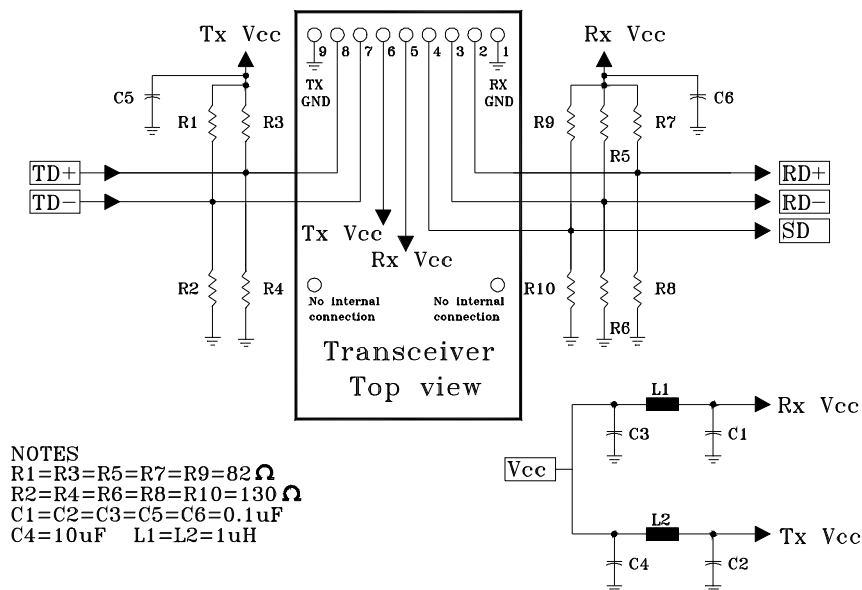 Tx Vcc
Rx Vcc
9 8 7 6 5 4 3 2 1
TX
GND
RX
GND
C5
C6
R1
R3
R9
R5
R7
TD+
TD-
RD+
RD-
SD
Tx Vcc
Rx Vcc
R2
R4
R10
R6
R8
No internal
connection
No internal
connection
Transceiver
Top view
L1
Rx Vcc
C3
C1
Vcc
L2
Tx Vcc
C4
C2
NOTES
R1=R3=R5=R7=R9=82Ω
R2=R4=R6=R8=R10=130Ω
C1=C2=C3=C5=C6=0.1uF
C4=10uF L1=L2=1uH